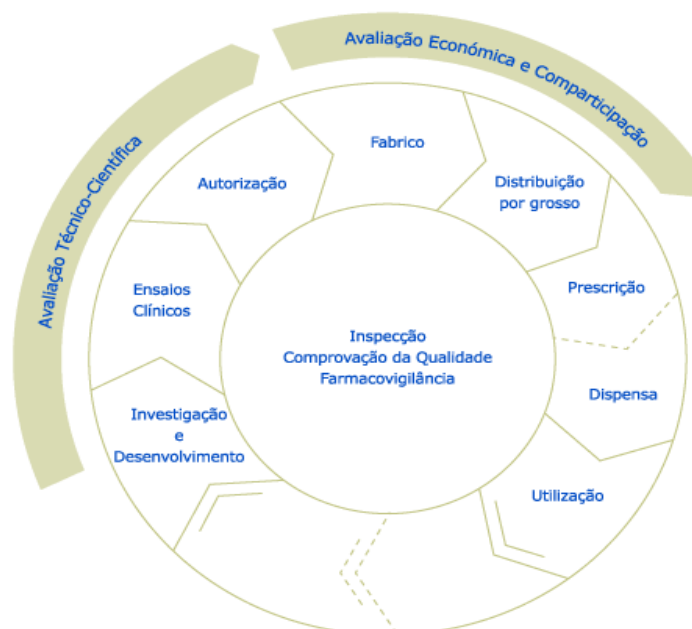 Avaliação Económica e Comparticipação
Avaliação Técnico-Científica
Fabrico
Autorização
Distribuição
por grosso
Ensaios
Clínicos
Prescrição
Inspecção
Comprovação da Qualidade
Farmacovigilância
Dispensa
Investigação
e
Desenvolvimento
Utilização